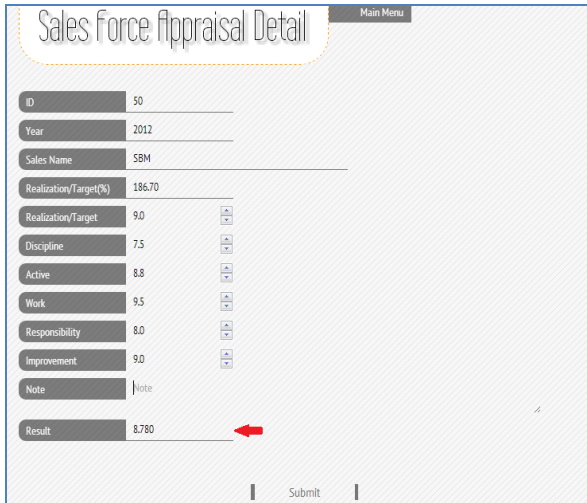 Main Menu
Sales Force Appraisal Detail
ID 50
Year 2012
Sales Name SBM
Realization/Target(%) 186.70
Realization/Target 9.0
Discipline 7.5
Active 8.8
Work 9.5
Responsibility 8.0
Improvement 9.0
Note Note
Result 8.780
Submit